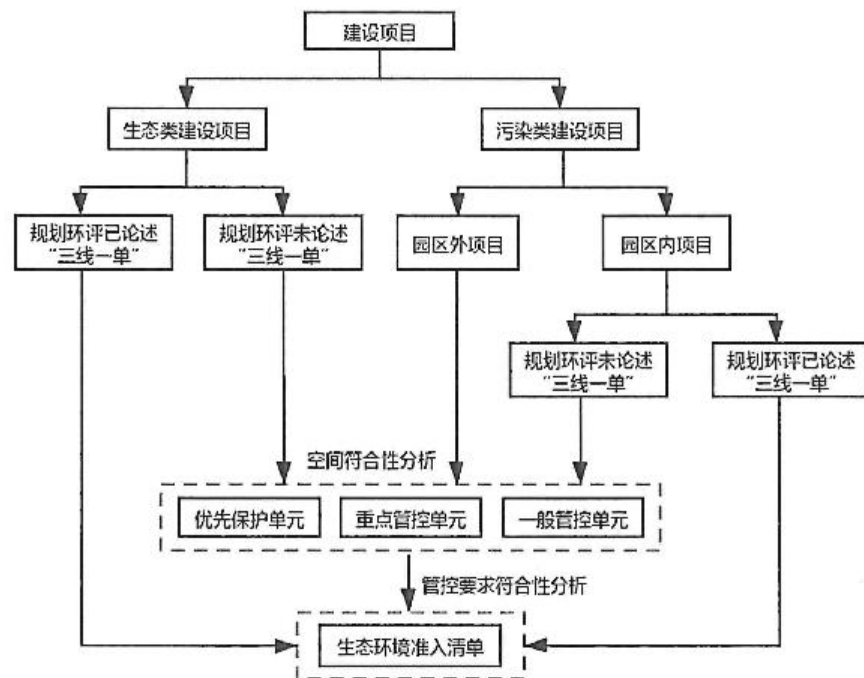 建设项目
生态类建设项目
污染类建设项目
规划环评已论述
“三线一单”
规划环评未论述
“三线一单”
园区外项目
园区内项目
规划环评未论述
“三线一单”
规划环评已论述
“三线一单”
空间符合性分析
优先保护单元
重点管控单元
一般管控单元
管控要求符合性分析
生态环境准入清单